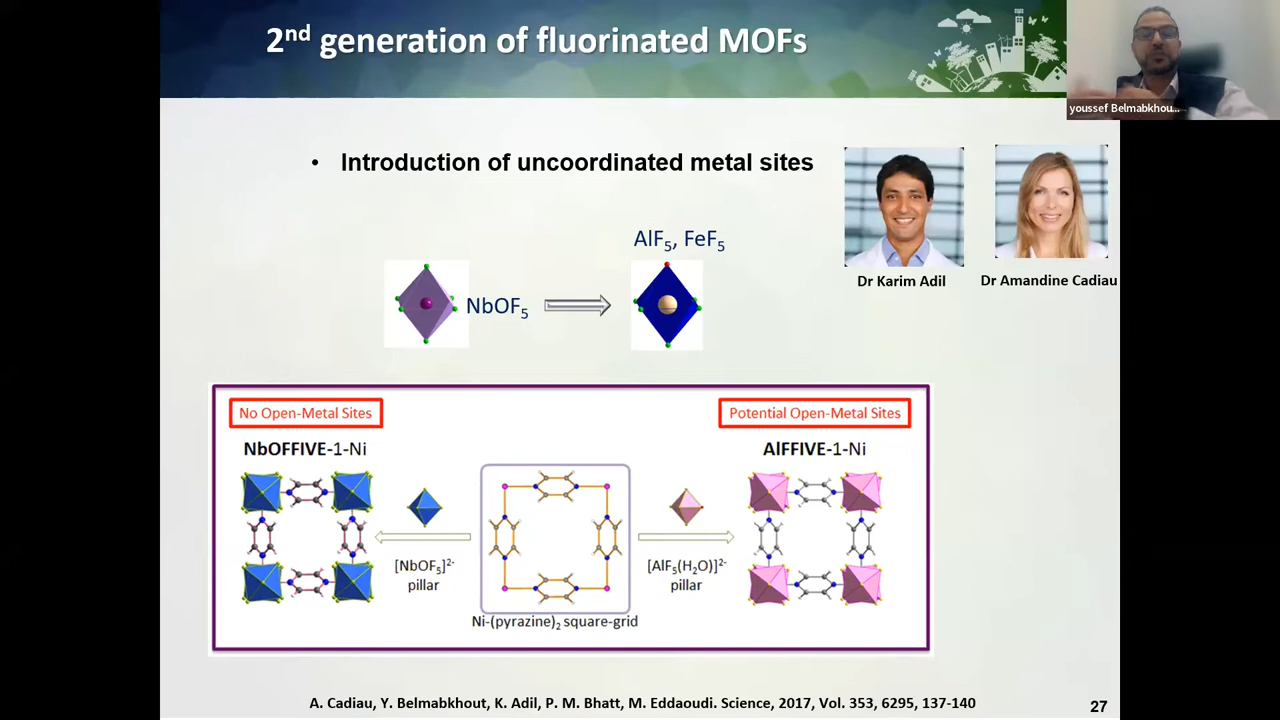 2nd generation of fluorinated MOFs
youssef Belmabkhou...
• Introduction of uncoordinated metal sites
AlF5, FeF5
NbOF5
Dr Karim Adil
Dr Amandine Cadiau
No Open-Metal Sites
Potential Open-Metal Sites
NbOFFIVE-1-Ni
AlFFIVE-1-Ni
[NbOF5]2-
pillar
[AlF5(H2O)]2-
pillar
Ni-(pyrazine)2 square-grid
A. Cadiau, Y. Belmabkhout, K. Adil, P. M. Bhatt, M. Eddaoudi. Science, 2017, Vol. 353, 6295, 137-140
27